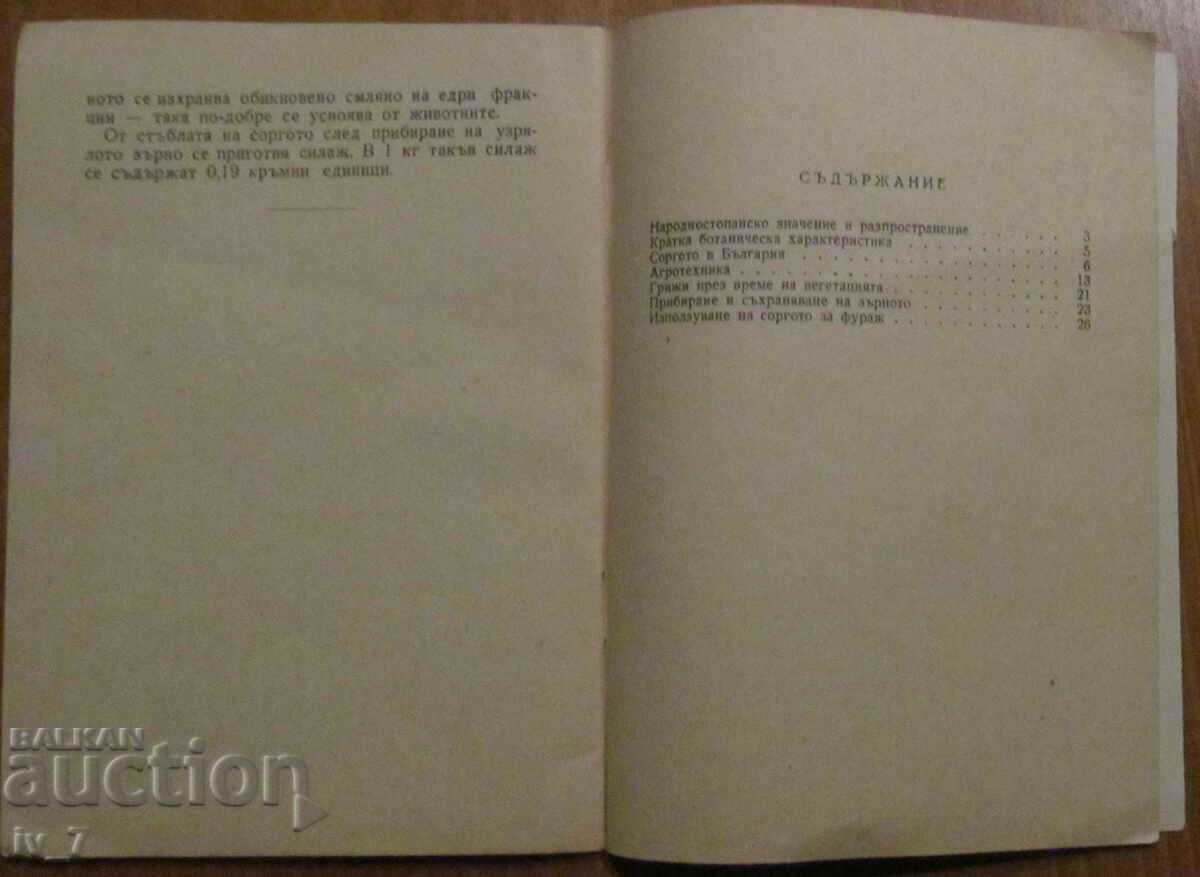 ното се изхранва обикновено смляно на едри фрак-
ции — така по-добре се усвоява от животните.
От стъблата на соргото след прибиране на узря-
лото зърно се приготвя силаж. В 1 кг такъв силаж
се съдържат 0,19 кръмни единици.
СЪДЪРЖАНИЕ
Народностопанско значение и разпространение . . . . . 3
Кратка ботаническа характеристика . . . . . . . . 5
Соргото в България . . . . . . . . . . . . . 6
Агротехника . . . . . . . . . . . . . . . . 13
Грижи през време на вегетацията . . . . . . . . 21
Прибиране и съхраняване на зърното . . . . . . . 23
Използуване на соргото за фураж . . . . . . . . 26
BALKAN
auction
iv_7